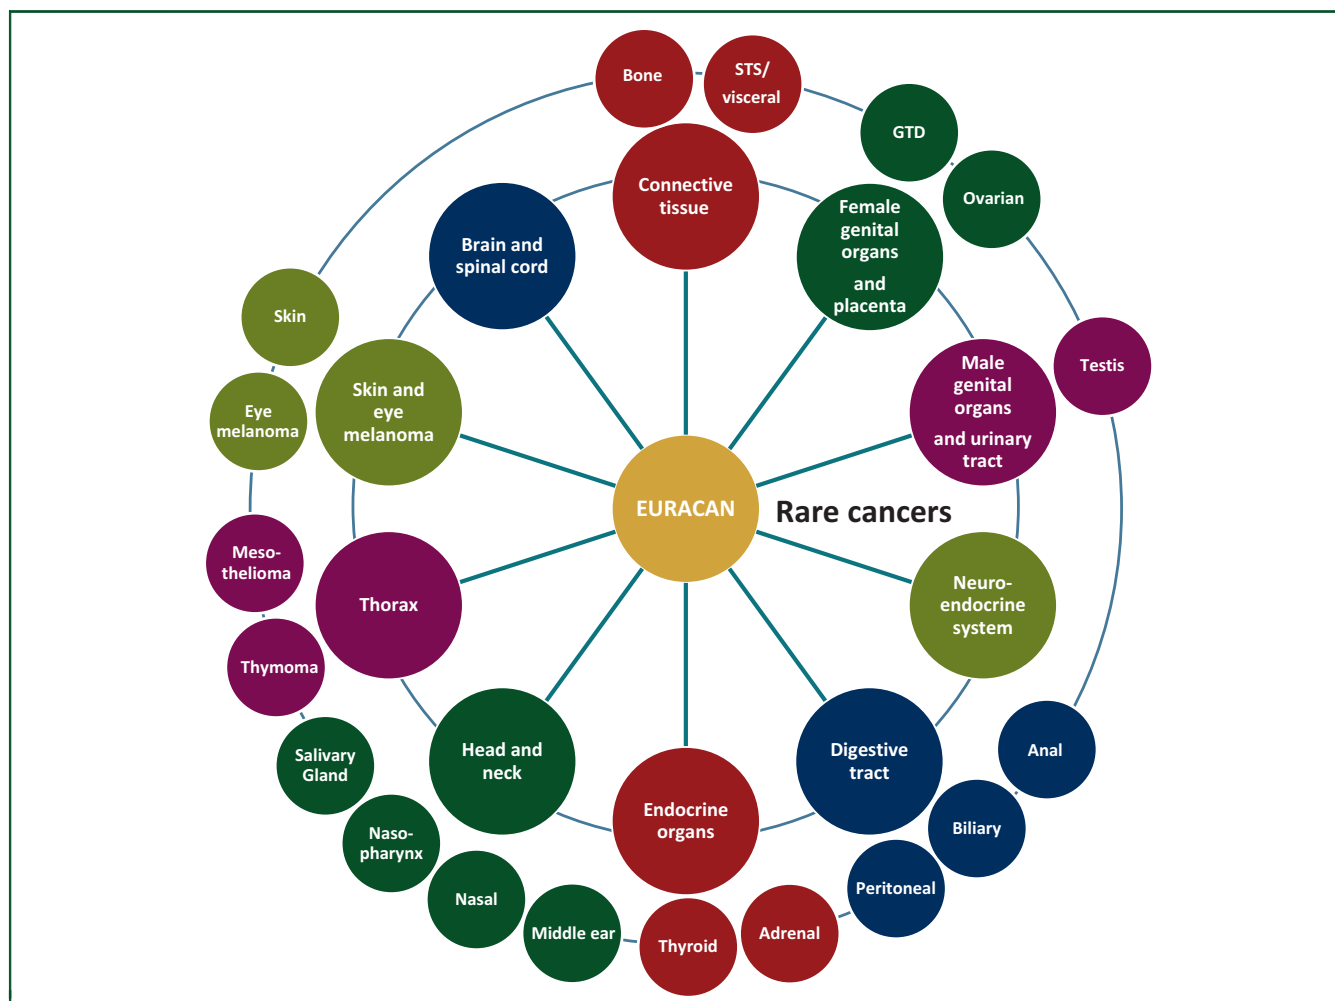 Bone
STS/
visceral
GTD
Ovarian
Connective
tissue
Female
genital
organs
and
placenta
Brain and
spinal cord
Skin
Testis
Male
genital
organs
and urinary
tract
Skin and
eye
melanoma
Eye
melanoma
EURACAN
Rare cancers
Meso-
thelioma
Thorax
Neuro-
endocrine
system
Thymoma
Head and
neck
Digestive
tract
Anal
Salivary
Gland
Endocrine
organs
Biliary
Naso-
pharynx
Peritoneal
Nasal
Middle ear
Thyroid
Adrenal